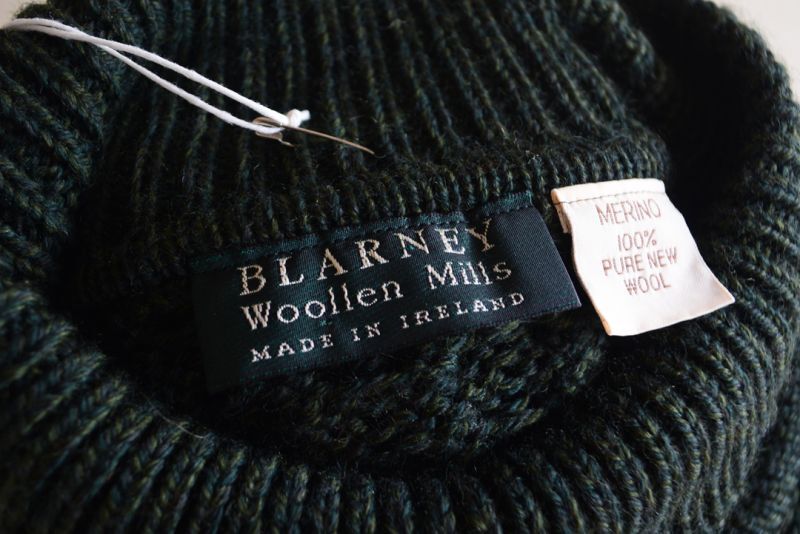 BLARNEY
Woollen Mills
MADE IN IRELAND
MERINO
100%
PURE NEW
WOOL